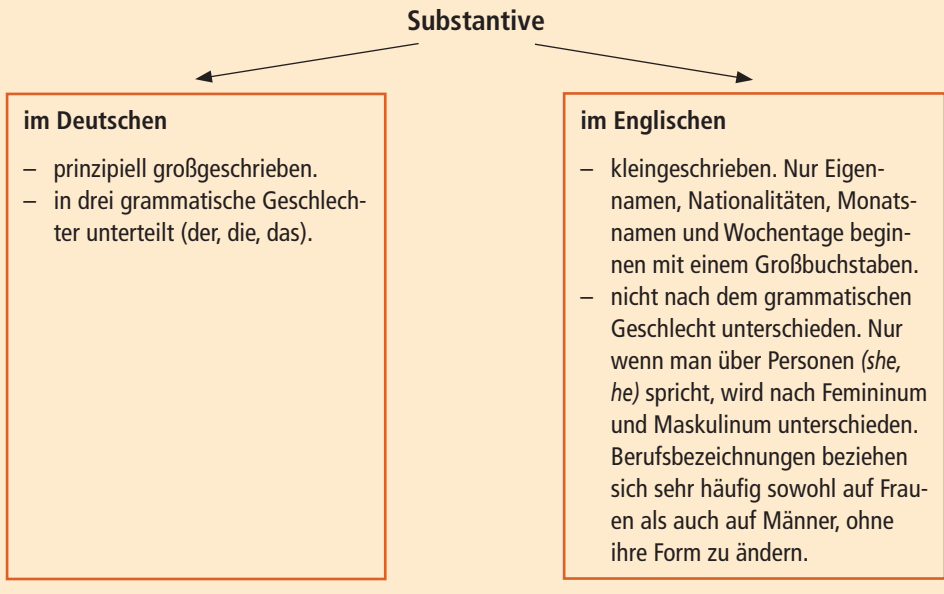 Substantive
im Deutschen
– prinzipiell großgeschrieben.
– in drei grammatische Geschlech-
ter unterteilt (der, die, das).
im Englischen
– kleingeschrieben. Nur Eigen-
namen, Nationalitäten, Monats-
namen und Wochentage begin-
nen mit einem Großbuchstaben.
– nicht nach dem grammatischen
Geschlecht unterschieden. Nur
wenn man über Personen (she,
he) spricht, wird nach Femininum
und Maskulinum unterschieden.
Berufsbezeichnungen beziehen
sich sehr häufig sowohl auf Frau-
en als auch auf Männer, ohne
ihre Form zu ändern.